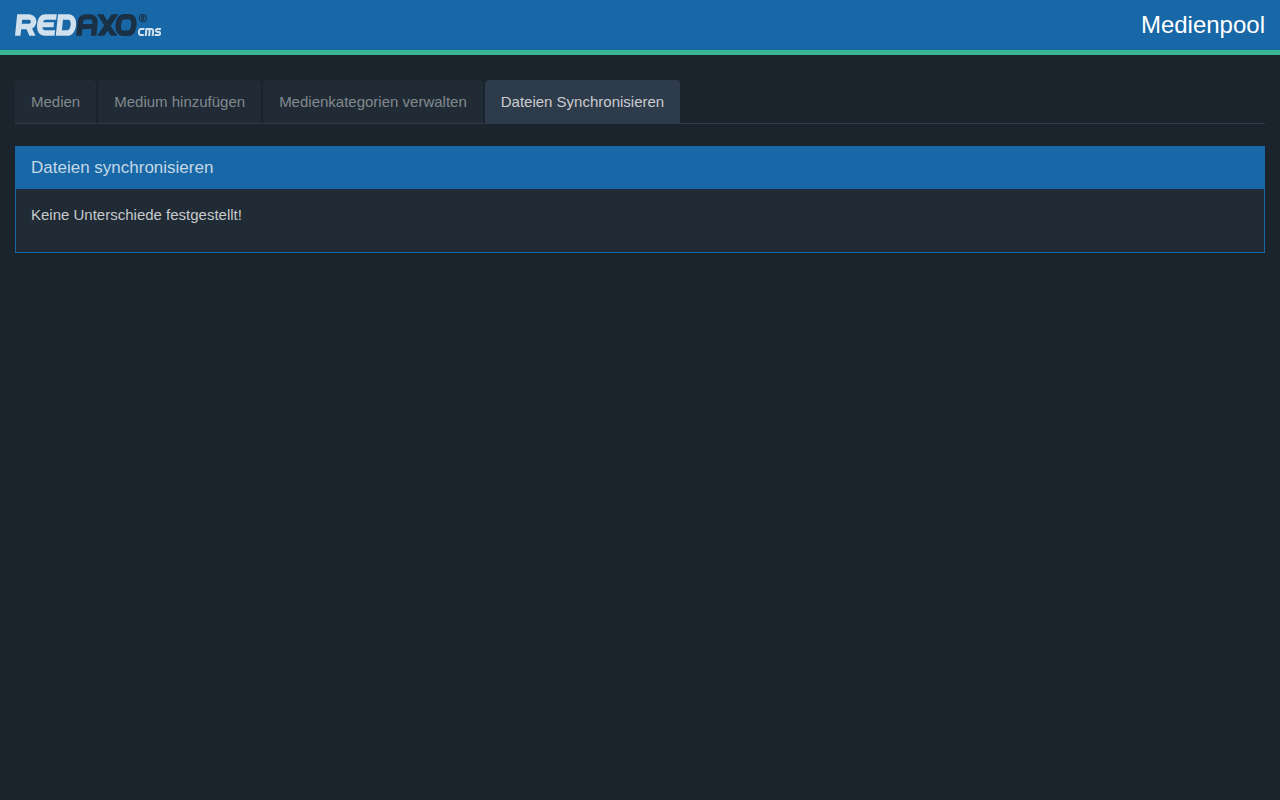 REDAXO® cms
Medienpool
Medien
Medium hinzufügen
Medienkategorien verwalten
Dateien Synchronisieren
Dateien synchronisieren
Keine Unterschiede festgestellt!